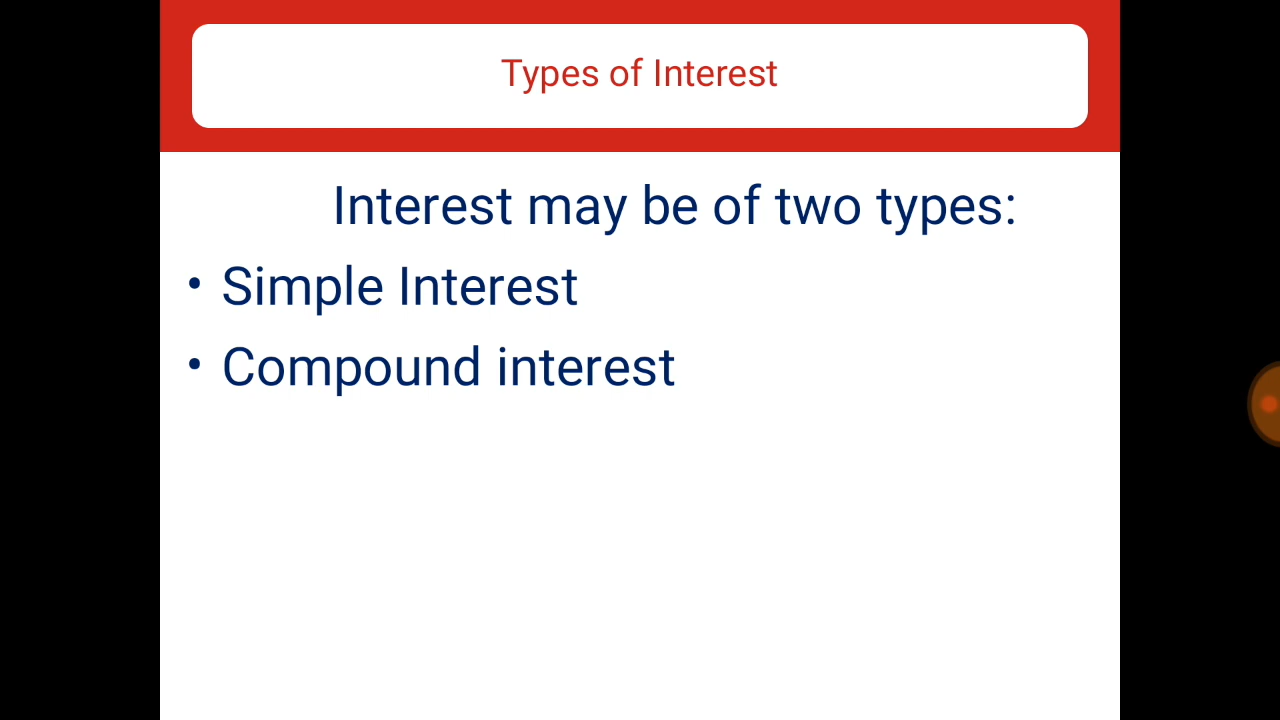 Types of Interest
Interest may be of two types:
• Simple Interest
• Compound interest